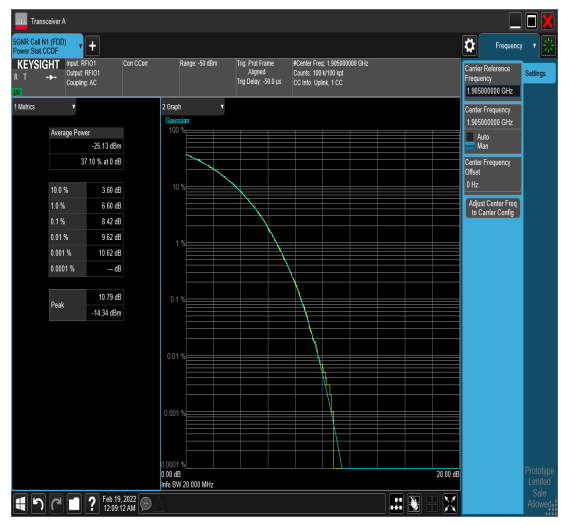 Transceiver A
5GNR Cell N1 (FDD)
Power Stat CCDF
Frequency
KEYSIGHT
R T
LV
Input: RFIO1
Output: RFIO1
Coupling: AC
Corr CCorr
Range: -50 dBm
Trig: Prdt Frame
Aligned
Trig Delay: -50.0 µs
#Center Freq: 1.905000000 GHz
Counts: 100 k/100 kpt
CC Info: Uplink, 1 CC
1 Metrics
Average Power
-25.13 dBm
37.10 % at 0 dB
10.0 % 3.60 dB
1.0 % 6.60 dB
0.1 % 8.42 dB
0.01 % 9.62 dB
0.001 % 10.62 dB
0.0001 % --- dB
Peak
10.79 dB
-14.34 dBm
2 Graph
Gaussian
100 %
10 %
1 %
0.1 %
0.01 %
0.001 %
0.0001 %
0.00 dB
20.00 dB
Info BW 20.000 MHz
Carrier Reference
Frequency
1.905000000 GHz
Settings
Center Frequency
1.905000000 GHz
Auto
Man
Center Frequency
Offset
0 Hz
Adjust Center Freq
to Carrier Config
Feb 19, 2022
12:09:12 AM
?
Prototype
Limited
Sale
Allowed